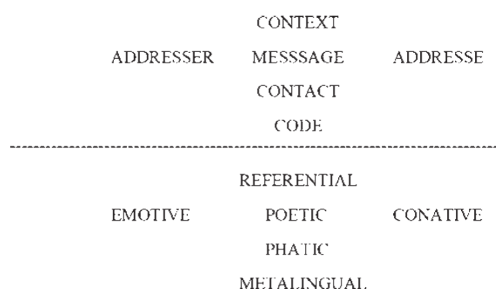 CONTEXT
ADDRESSER MESSSAGE ADDRESSE
CONTACT
CODE
REFERENTIAL
EMOTIVE POETIC CONATIVE
PHATIC
METALINGUAL